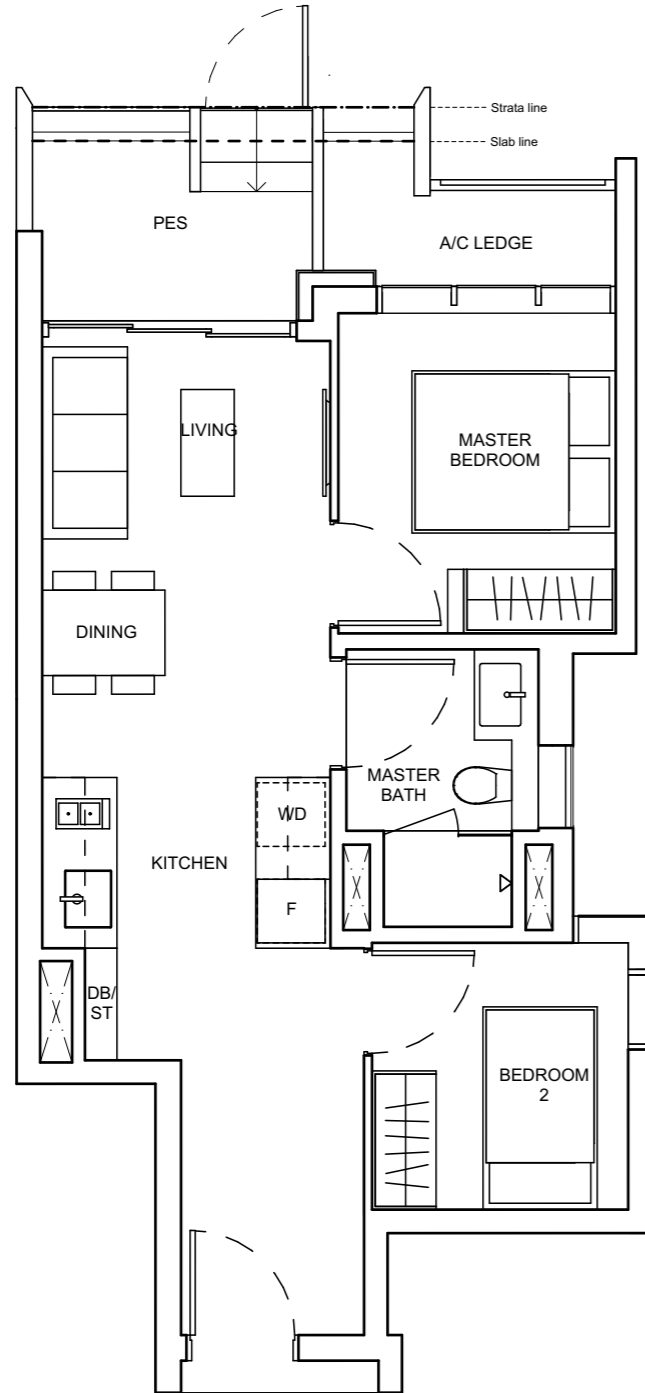 Strata line
Slab line
PES
A/C LEDGE
LIVING
MASTER
BEDROOM
DINING
MASTER
BATH
WD
KITCHEN
F
DB/
ST
BEDROOM
2